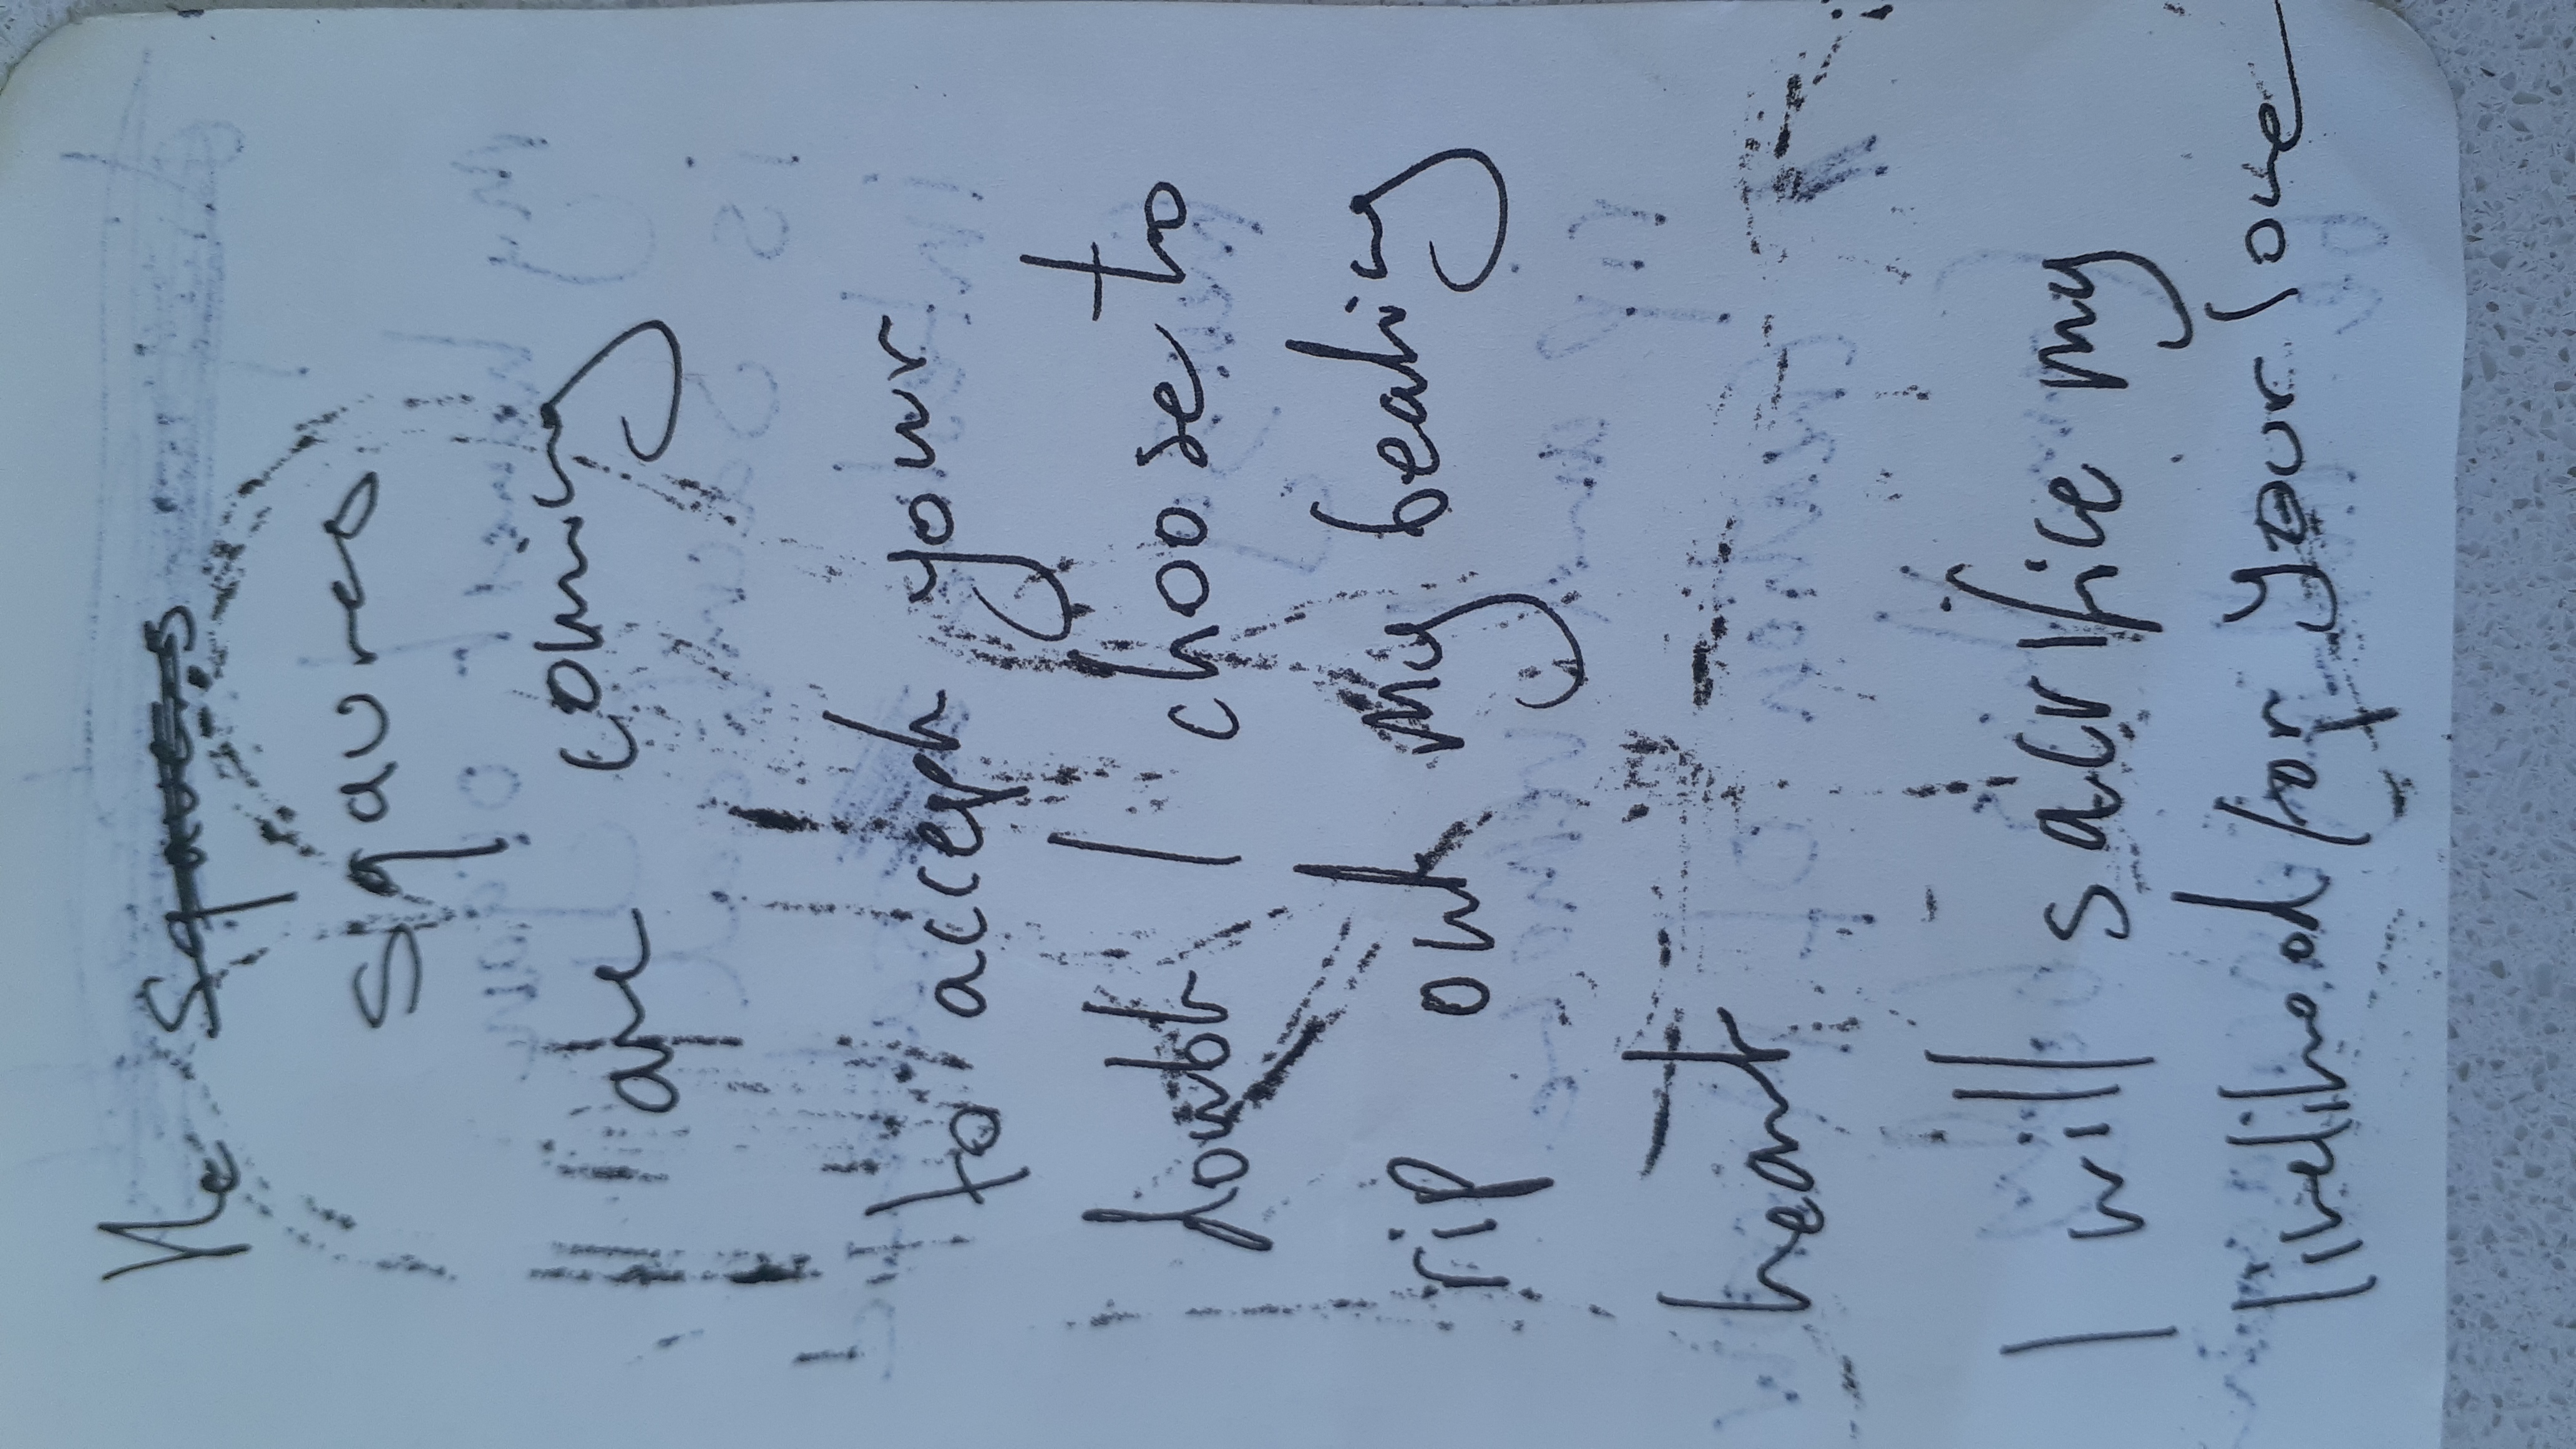 The squares
sqaures
are coming
to accept your
doubt I choose to
rip out my beating
heart
I will sacrifice my
livelihood for your love